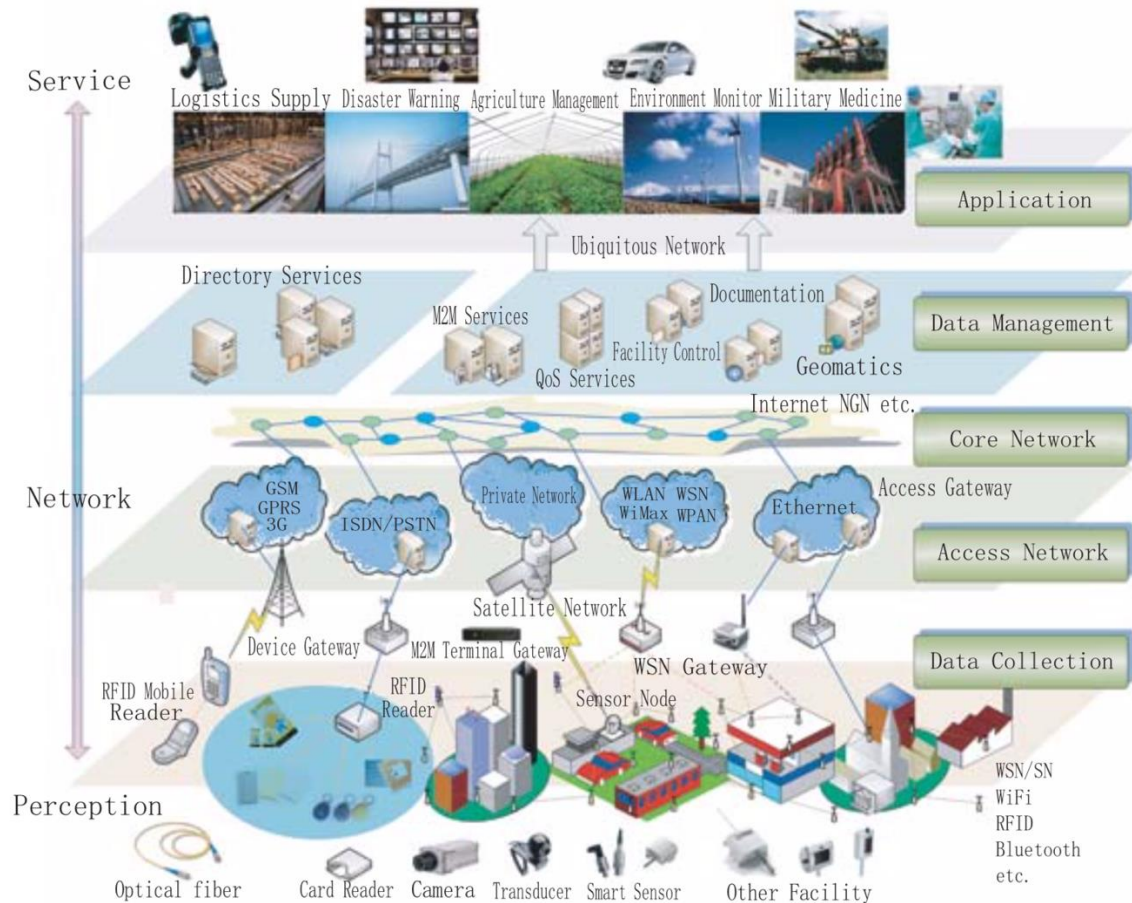 Service
Logistics Supply
Disaster Warning
Agriculture Management
Environment Monitor
Military Medicine
Application
Ubiquitous Network
Directory Services
M2M Services
QoS Services
Documentation
Facility Control
Geomatics
Data Management
Internet NGN etc.
Core Network
Network
GSM
GPRS
3G
ISDN/PSTN
Private Network
WLAN WSN
WiMax WPAN
Ethernet
Access Gateway
Access Network
Satellite Network
Device Gateway
M2M Terminal Gateway
WSN Gateway
Data Collection
RFID Mobile
Reader
RFID
Reader
Sensor Node
Perception
WSN/SN
WiFi
RFID
Bluetooth
etc.
Optical fiber
Card Reader
Camera
Transducer
Smart Sensor
Other Facility